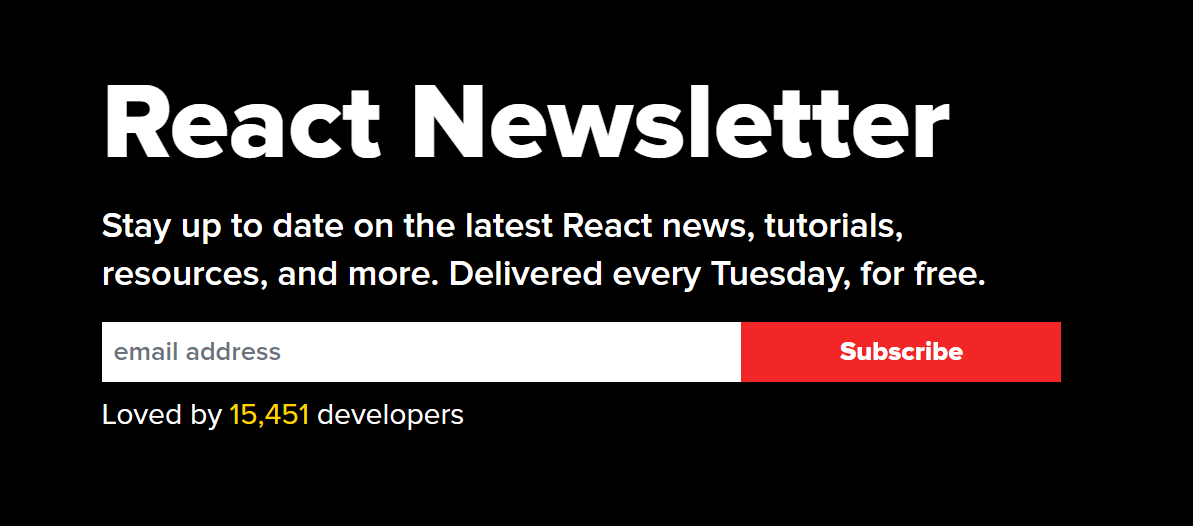 React Newsletter
Stay up to date on the latest React news, tutorials,
resources, and more. Delivered every Tuesday, for free.
email address
Subscribe
Loved by 15,451 developers